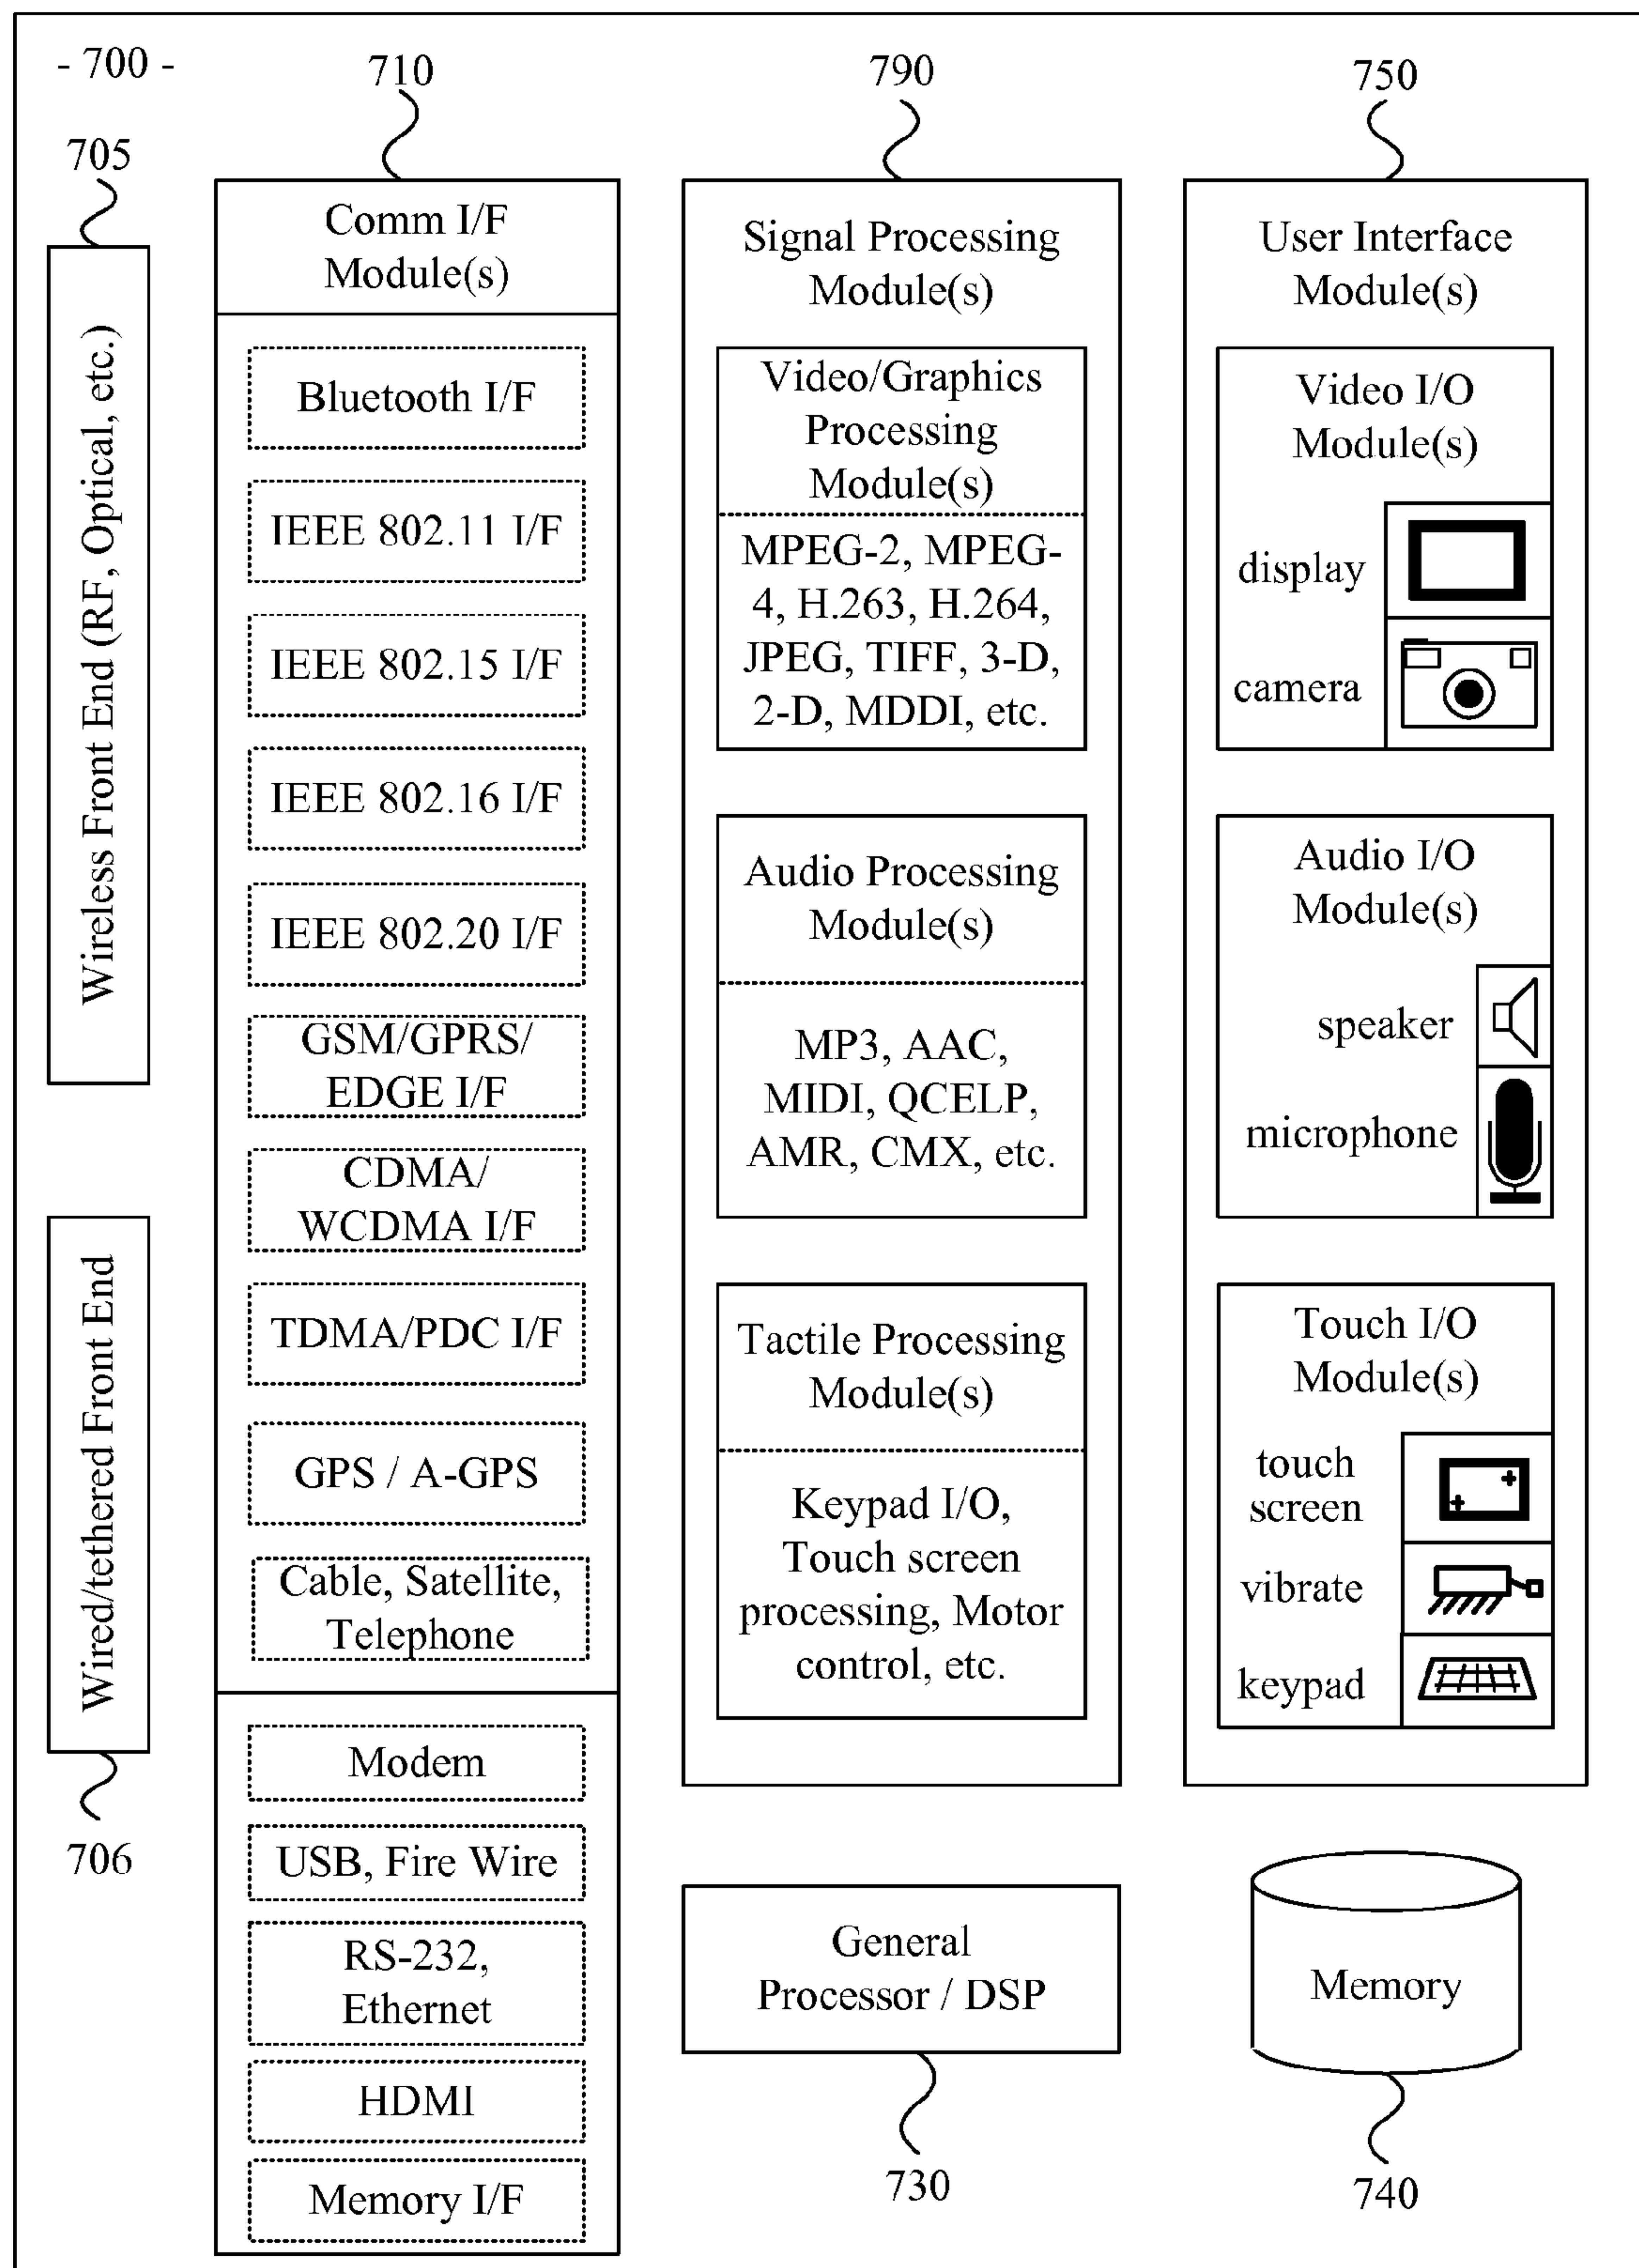 - 700 -
705
Wireless Front End (RF, Optical, etc.)
Wired/tethered Front End
706
710
Comm I/F
Module(s)
Bluetooth I/F
IEEE 802.11 I/F
IEEE 802.15 I/F
IEEE 802.16 I/F
IEEE 802.20 I/F
GSM/GPRS/
EDGE I/F
CDMA/
WCDMA I/F
TDMA/PDC I/F
GPS / A-GPS
Cable, Satellite,
Telephone
Modem
USB, Fire Wire
RS-232,
Ethernet
HDMI
Memory I/F
790
Signal Processing
Module(s)
Video/Graphics
Processing
Module(s)
MPEG-2, MPEG-
4, H.263, H.264,
JPEG, TIFF, 3-D,
2-D, MDDI, etc.
Audio Processing
Module(s)
MP3, AAC,
MIDI, QCELP,
AMR, CMX, etc.
Tactile Processing
Module(s)
Keypad I/O,
Touch screen
processing, Motor
control, etc.
General
Processor / DSP
730
750
User Interface
Module(s)
Video I/O
Module(s)
display
camera
Audio I/O
Module(s)
speaker
microphone
Touch I/O
Module(s)
touch
screen
vibrate
keypad
Memory
740